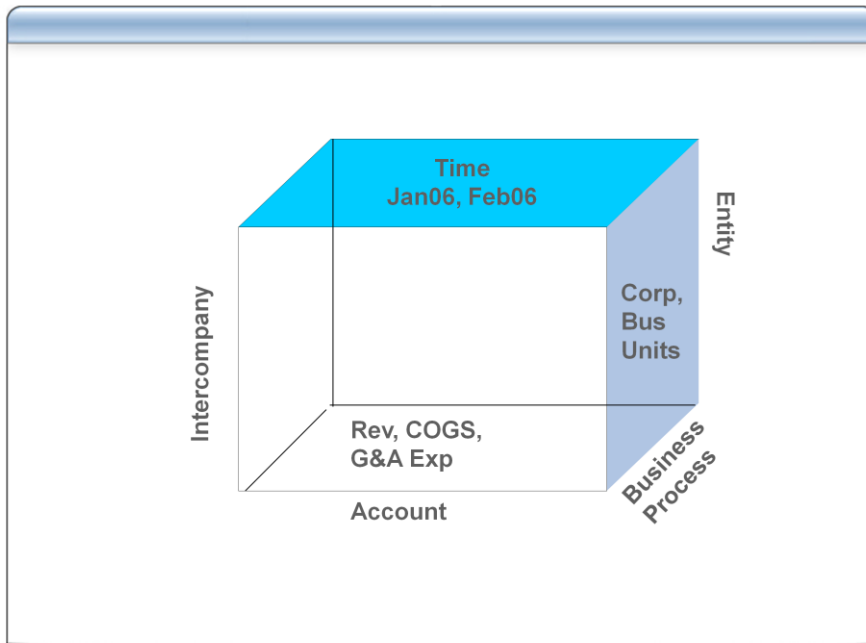 Time
Jan06, Feb06
Entity
Corp,
Bus
Units
Intercompany
Rev, COGS,
G&A Exp
Account
Business
Process